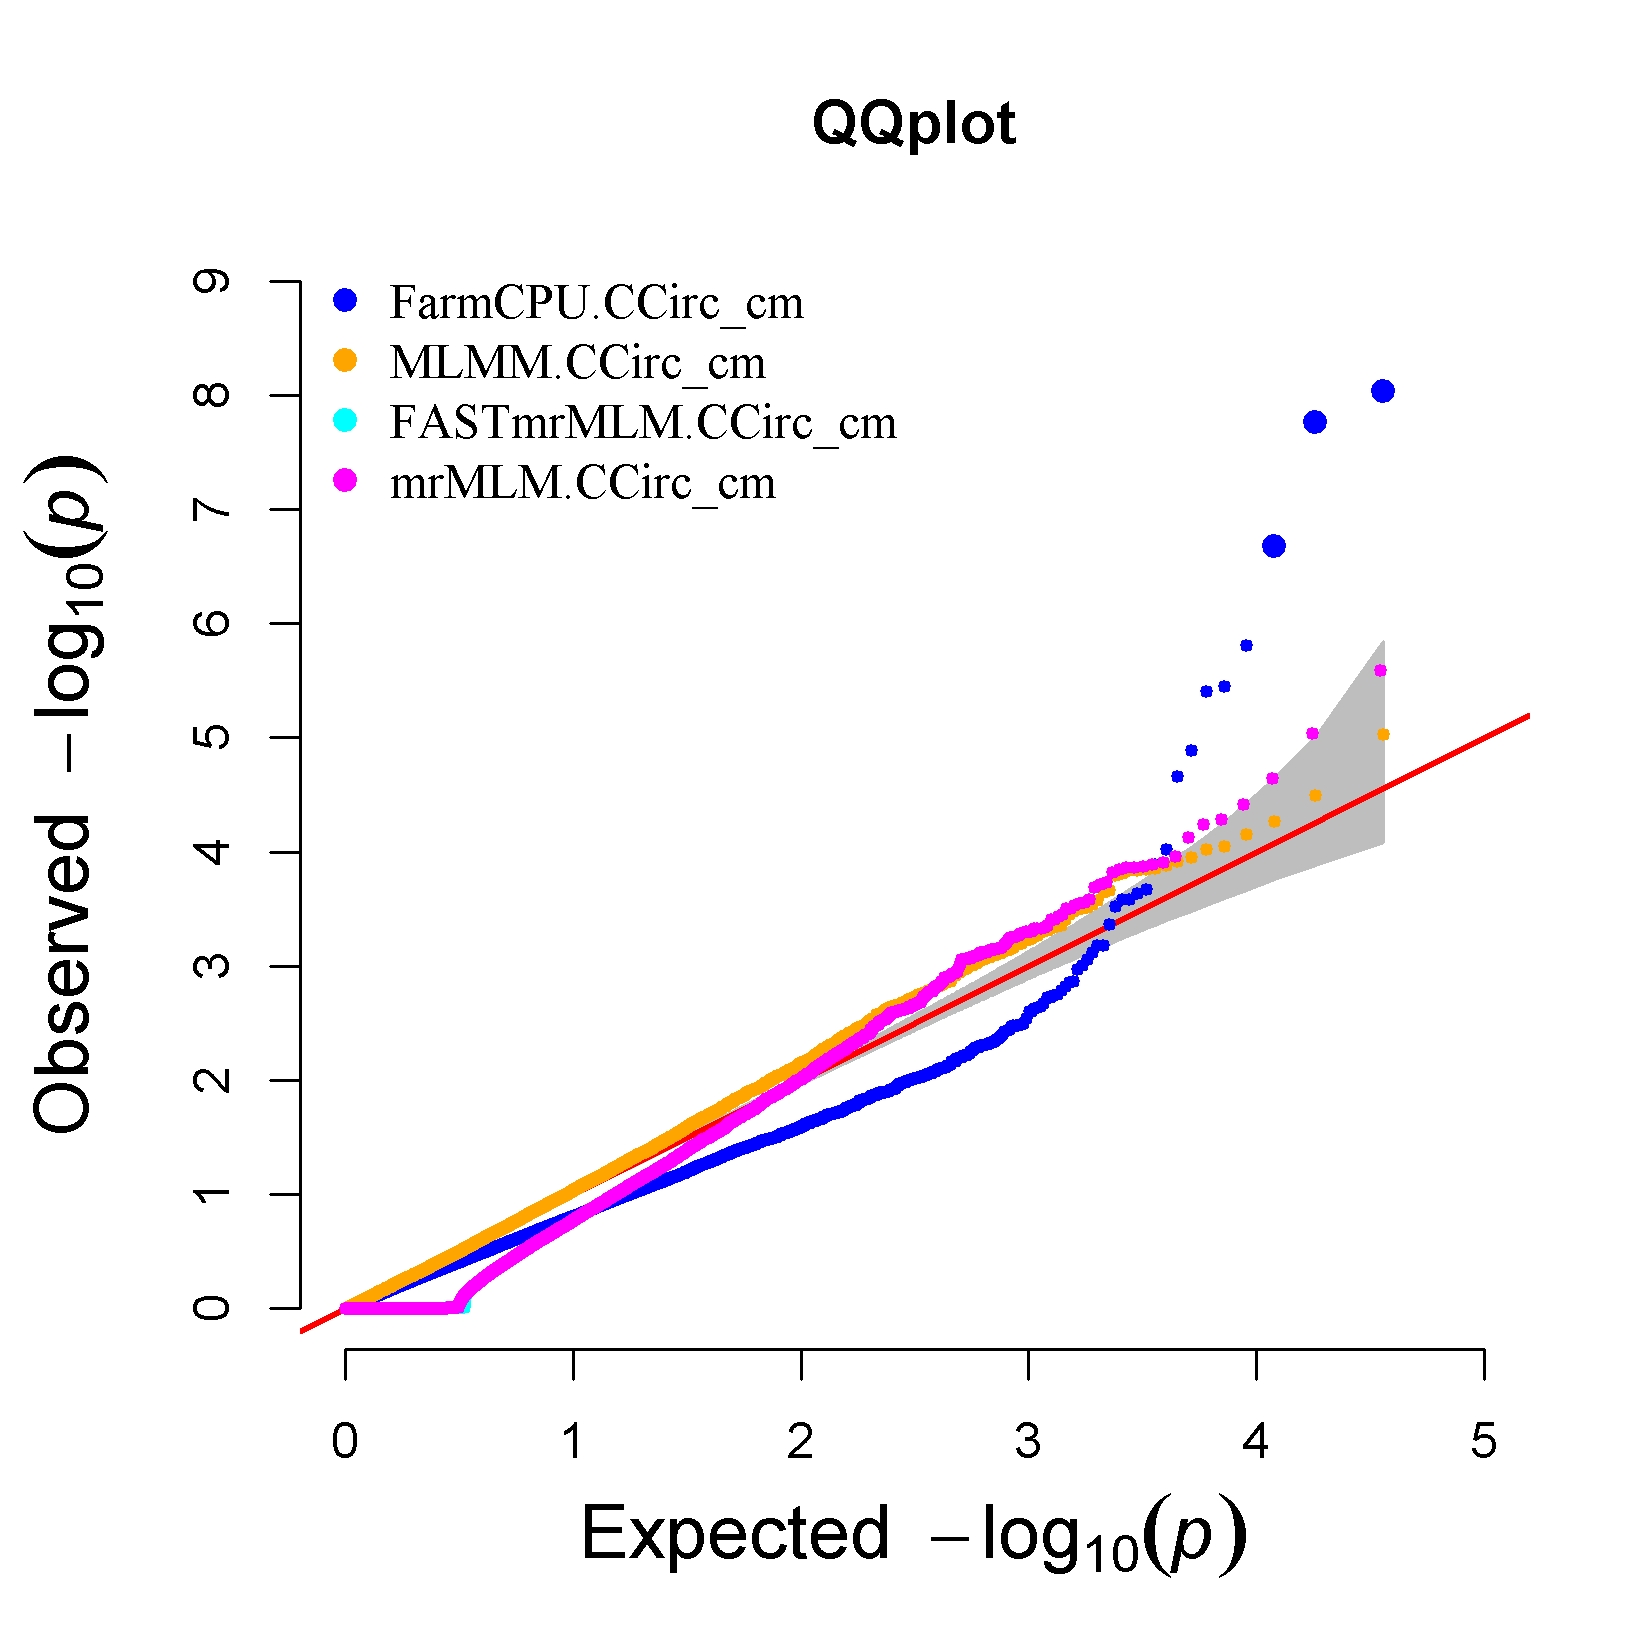 QQplot
FarmCPU.CCirc_cm
MLMM.CCirc_cm
FASTmrMLM.CCirc_cm
mrMLM.CCirc_cm
9
8
7
6
5
4
3
2
1
0
Observed −log10(p)
0 1 2 3 4 5
Expected −log10(p)